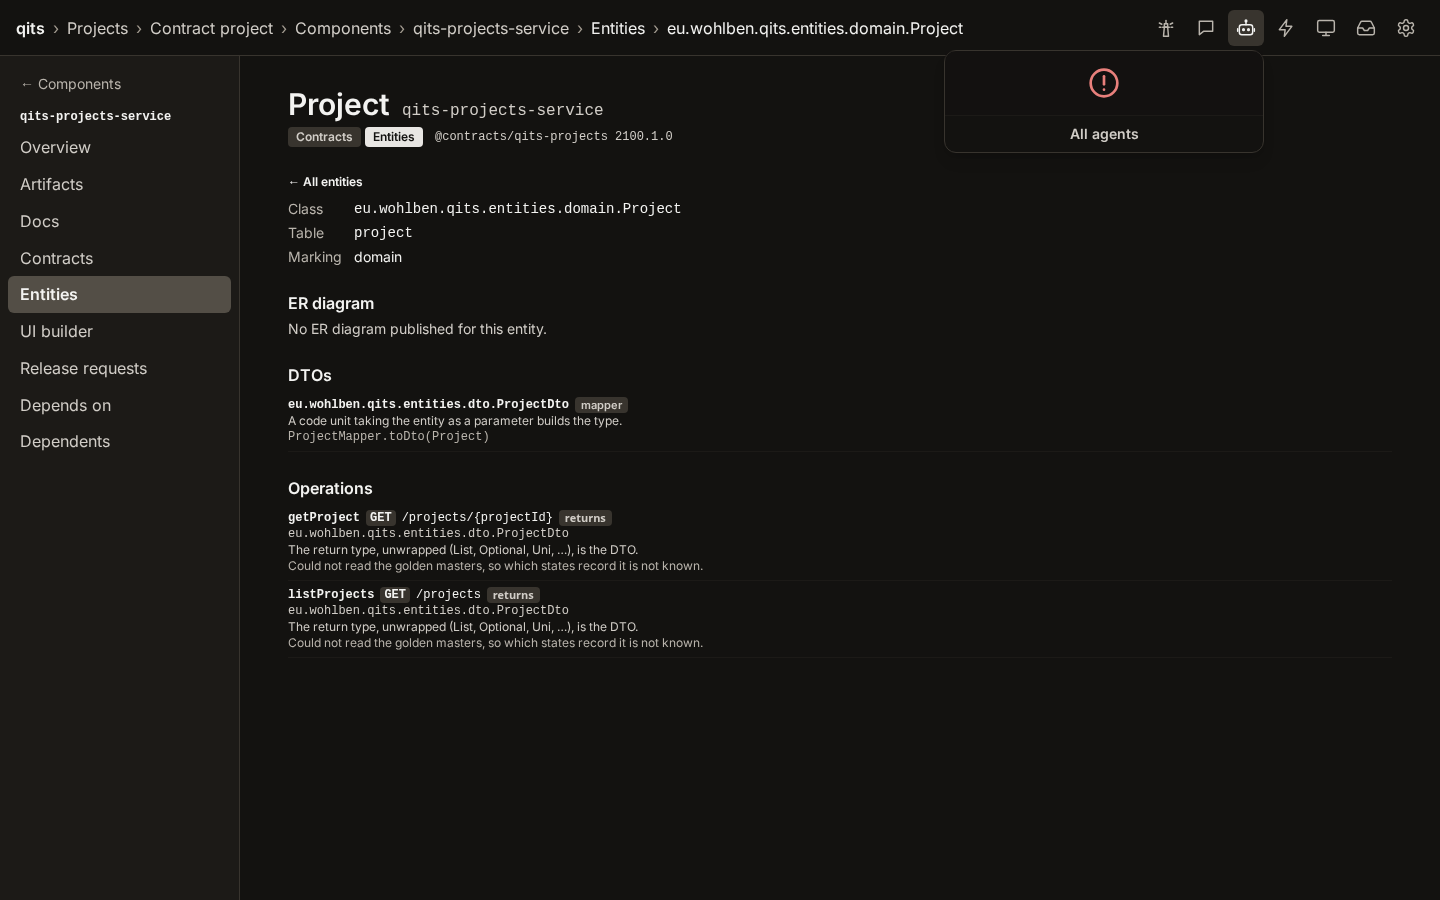 qits › Projects › Contract project › Components › qits-projects-service › Entities › eu.wohlben.qits.entities.domain.Project
All agents
← Components
qits-projects-service
Overview
Artifacts
Docs
Contracts
Entities
UI builder
Release requests
Depends on
Dependents
Project qits-projects-service
Contracts Entities @contracts/qits-projects 2100.1.0
← All entities
Class eu.wohlben.qits.entities.domain.Project
Table project
Marking domain
ER diagram
No ER diagram published for this entity.
DTOs
eu.wohlben.qits.entities.dto.ProjectDto mapper
A code unit taking the entity as a parameter builds the type.
ProjectMapper.toDto(Project)
Operations
getProject GET /projects/{projectId} returns
eu.wohlben.qits.entities.dto.ProjectDto
The return type, unwrapped (List, Optional, Uni, …), is the DTO.
Could not read the golden masters, so which states record it is not known.
listProjects GET /projects returns
eu.wohlben.qits.entities.dto.ProjectDto
The return type, unwrapped (List, Optional, Uni, …), is the DTO.
Could not read the golden masters, so which states record it is not known.